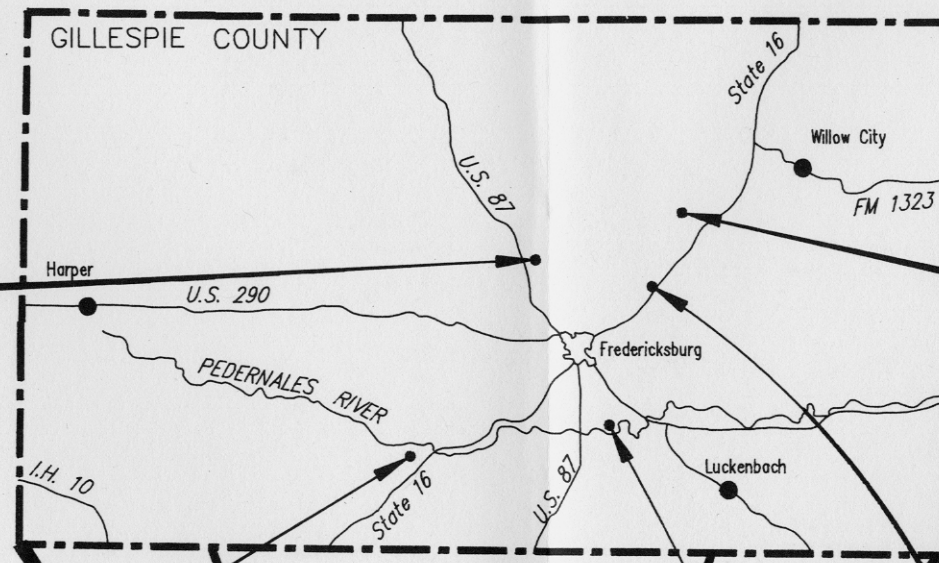 GILLESPIE COUNTY
State 16
Willow City
U.S. 87
FM 1323
Harper
U.S. 290
Fredericksburg
PEDERNALES RIVER
I.H. 10
State 16
U.S. 87
Luckenbach